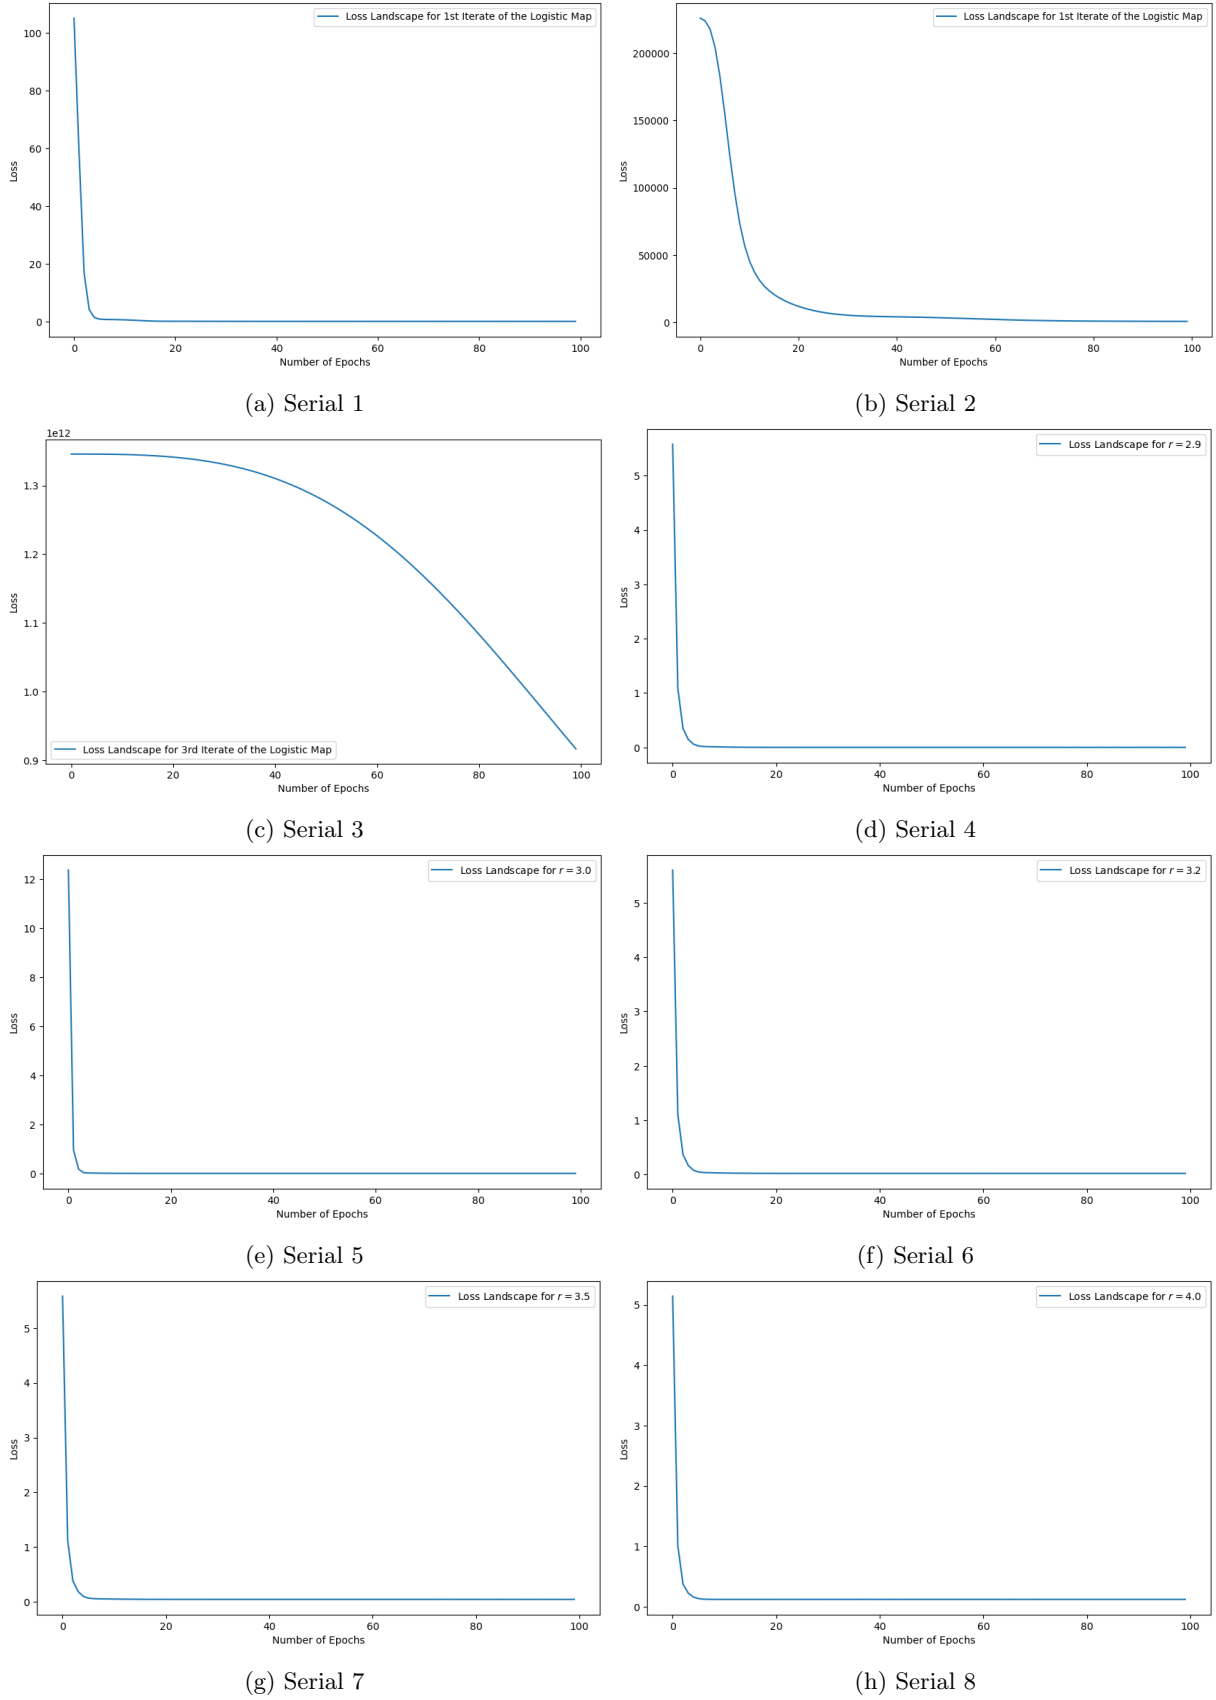 Loss Landscape for 1st Iterate of the Logistic Map
100
80
60
40
20
0
Loss
0 20 40 60 80 100
Number of Epochs
(a) Serial 1
Loss Landscape for 1st Iterate of the Logistic Map
200000
150000
100000
50000
0
Loss
0 20 40 60 80 100
Number of Epochs
(b) Serial 2
1e12
1.3
1.2
1.1
1.0
0.9
Loss
Loss Landscape for 3rd Iterate of the Logistic Map
0 20 40 60 80 100
Number of Epochs
(c) Serial 3
Loss Landscape for r = 2.9
5
4
3
2
1
0
Loss
0 20 40 60 80 100
Number of Epochs
(d) Serial 4
Loss Landscape for r = 3.0
12
10
8
6
4
2
0
Loss
0 20 40 60 80 100
Number of Epochs
(e) Serial 5
Loss Landscape for r = 3.2
5
4
3
2
1
0
Loss
0 20 40 60 80 100
Number of Epochs
(f) Serial 6
Loss Landscape for r = 3.5
5
4
3
2
1
0
Loss
0 20 40 60 80 100
Number of Epochs
(g) Serial 7
Loss Landscape for r = 4.0
5
4
3
2
1
0
Loss
0 20 40 60 80 100
Number of Epochs
(h) Serial 8